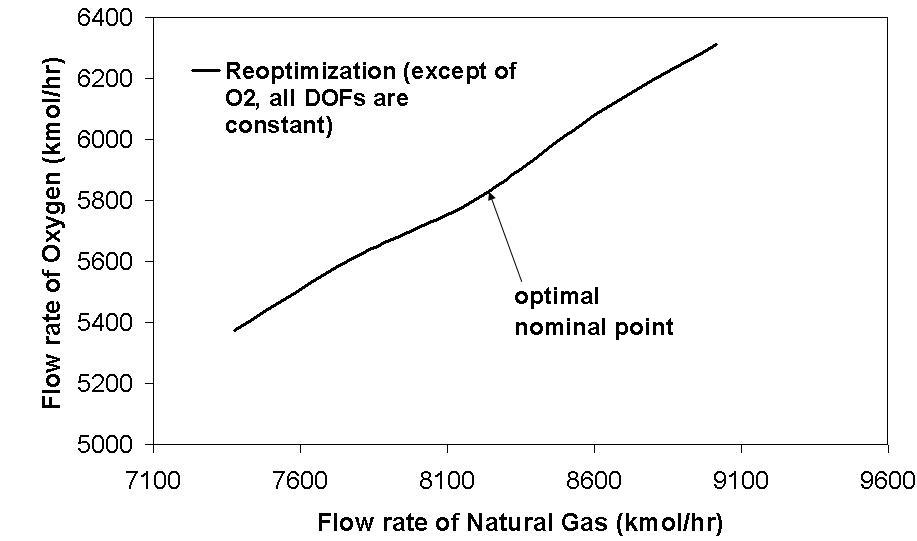 6400
6200
6000
5800
5600
5400
5200
5000
Flow rate of Oxygen (kmol/hr)
Reoptimization (except of
O2, all DOFs are
constant)
optimal
nominal point
7100 7600 8100 8600 9100 9600
Flow rate of Natural Gas (kmol/hr)